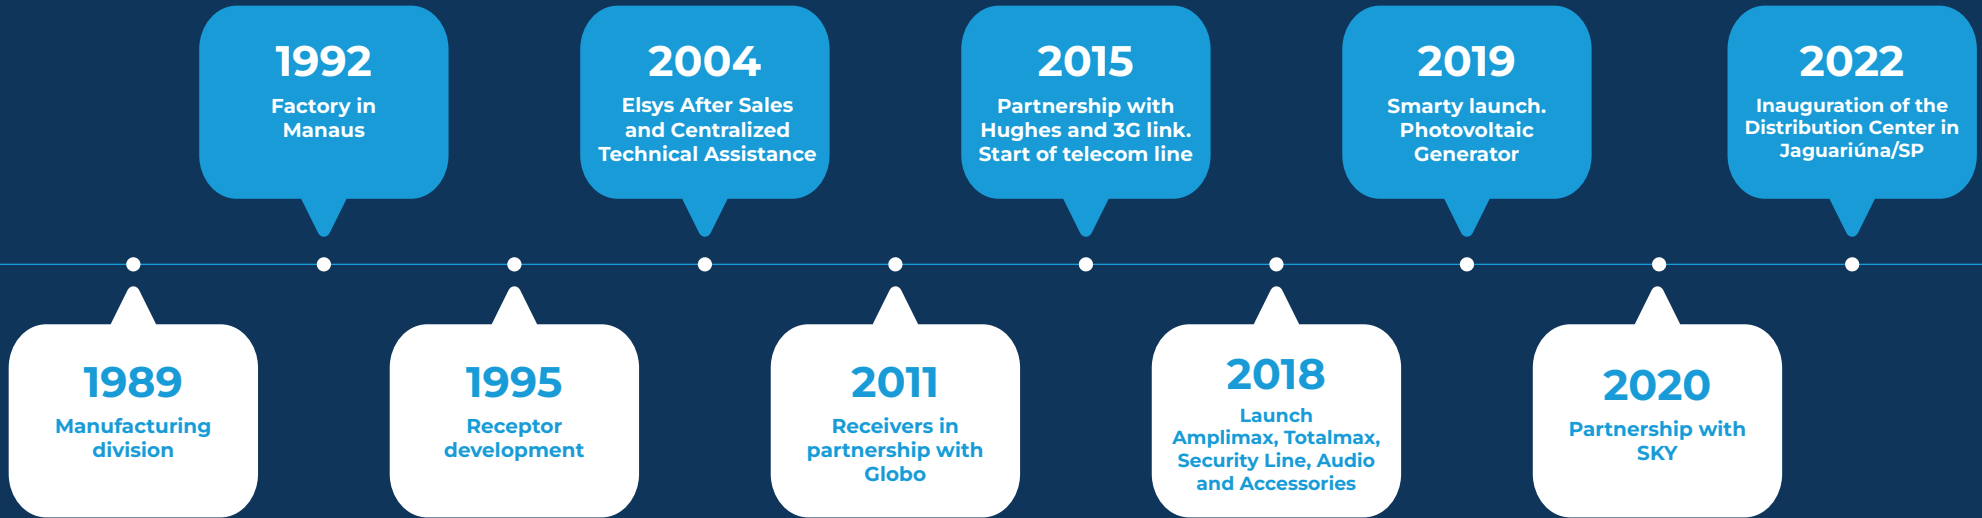 1992
Factory in
Manaus
2004
Elsys After Sales
and Centralized
Technical Assistance
2015
Partnership with
Hughes and 3G link.
Start of telecom line
2019
Smarty launch.
Photovoltaic
Generator
2022
Inauguration of the
Distribution Center in
Jaguariúna/SP
1989
Manufacturing
division
1995
Receptor
development
2011
Receivers in
partnership with
Globo
2018
Launch
Amplimax, Totalmax,
Security Line, Audio
and Accessories
2020
Partnership with
SKY